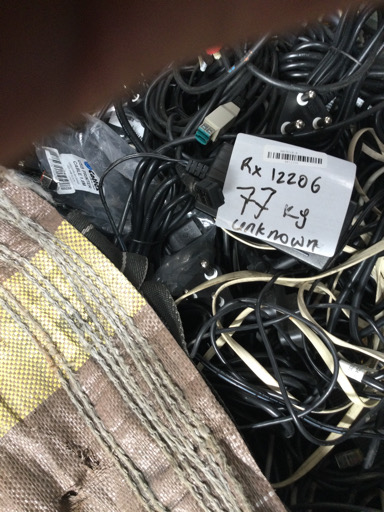 Rx 12206
77 Kg
unknown